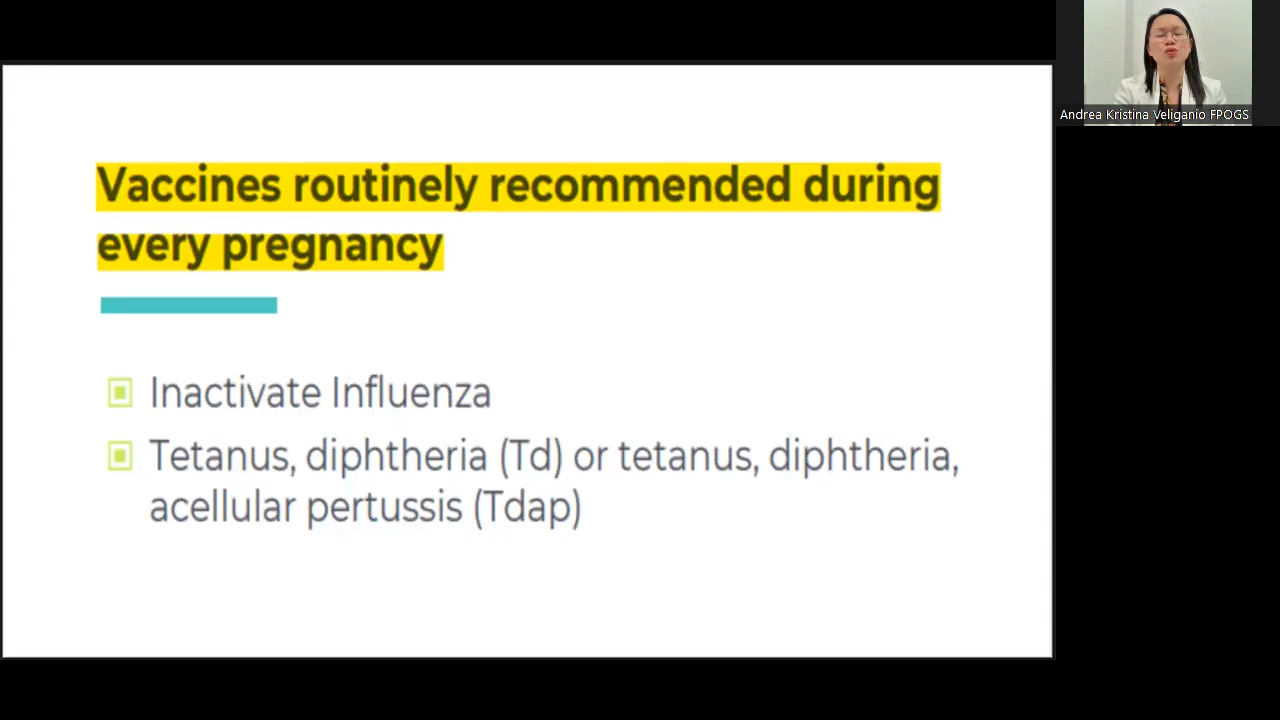 Andrea Kristina Veliganio FPOGS
Vaccines routinely recommended during
every pregnancy
Inactivate Influenza
Tetanus, diphtheria (Td) or tetanus, diphtheria,
acellular pertussis (Tdap)